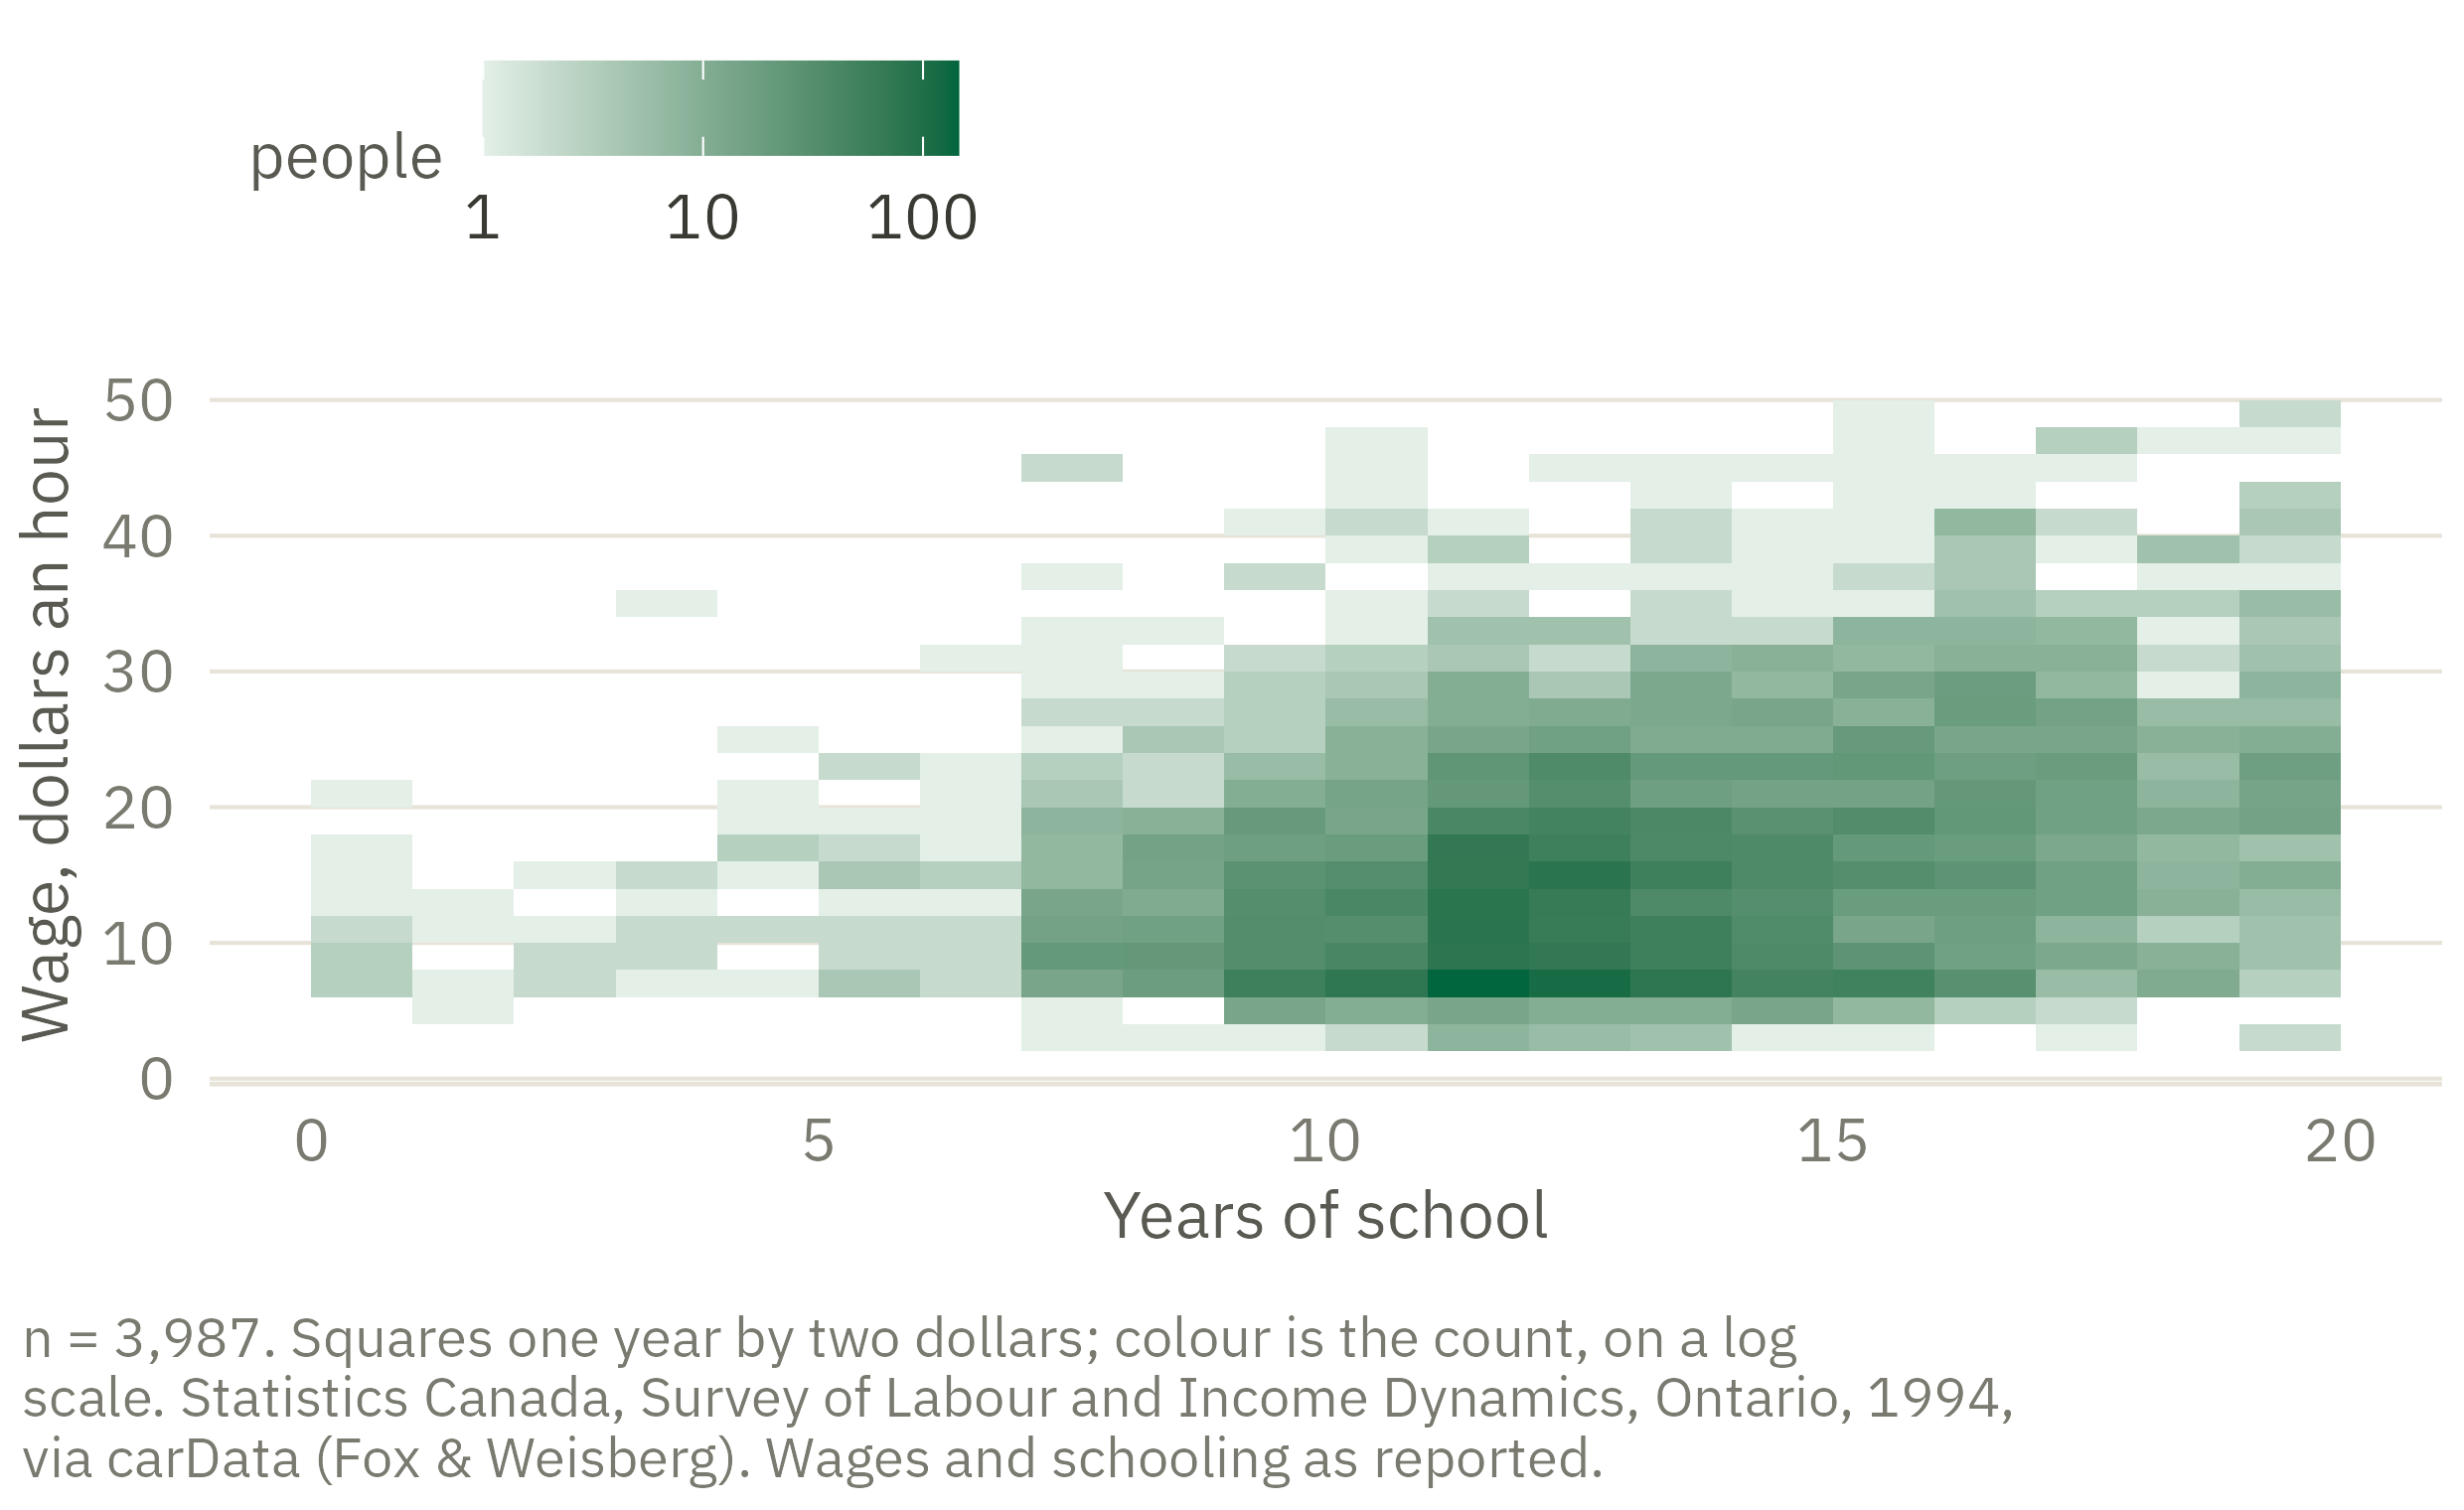 people
1 10 100
Wage, dollars an hour
50
40
30
20
10
0
0 5 10 15 20
Years of school
n = 3,987. Squares one year by two dollars; colour is the count, on a log
scale. Statistics Canada, Survey of Labour and Income Dynamics, Ontario, 1994,
via carData (Fox & Weisberg). Wages and schooling as reported.